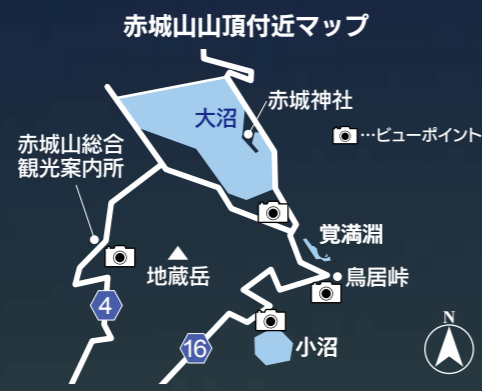 赤城山山頂付近マップ
大沼
赤城神社
…ビューポイント
赤城山総合
観光案内所
覚満淵
地蔵岳
鳥居峠
4
16
小沼
N